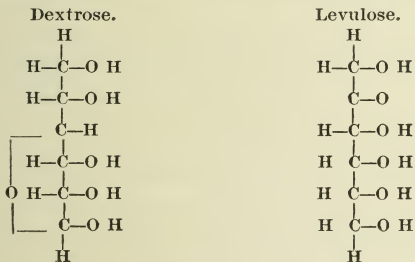 Dextrose. Levulose.
H H
H–C–O H H–C–O H
H–C–O H C–O
C–H H–C–O H
H–C–O H H C–O H
O H–C–O H H C–O H
C–O H H C–O H
H H